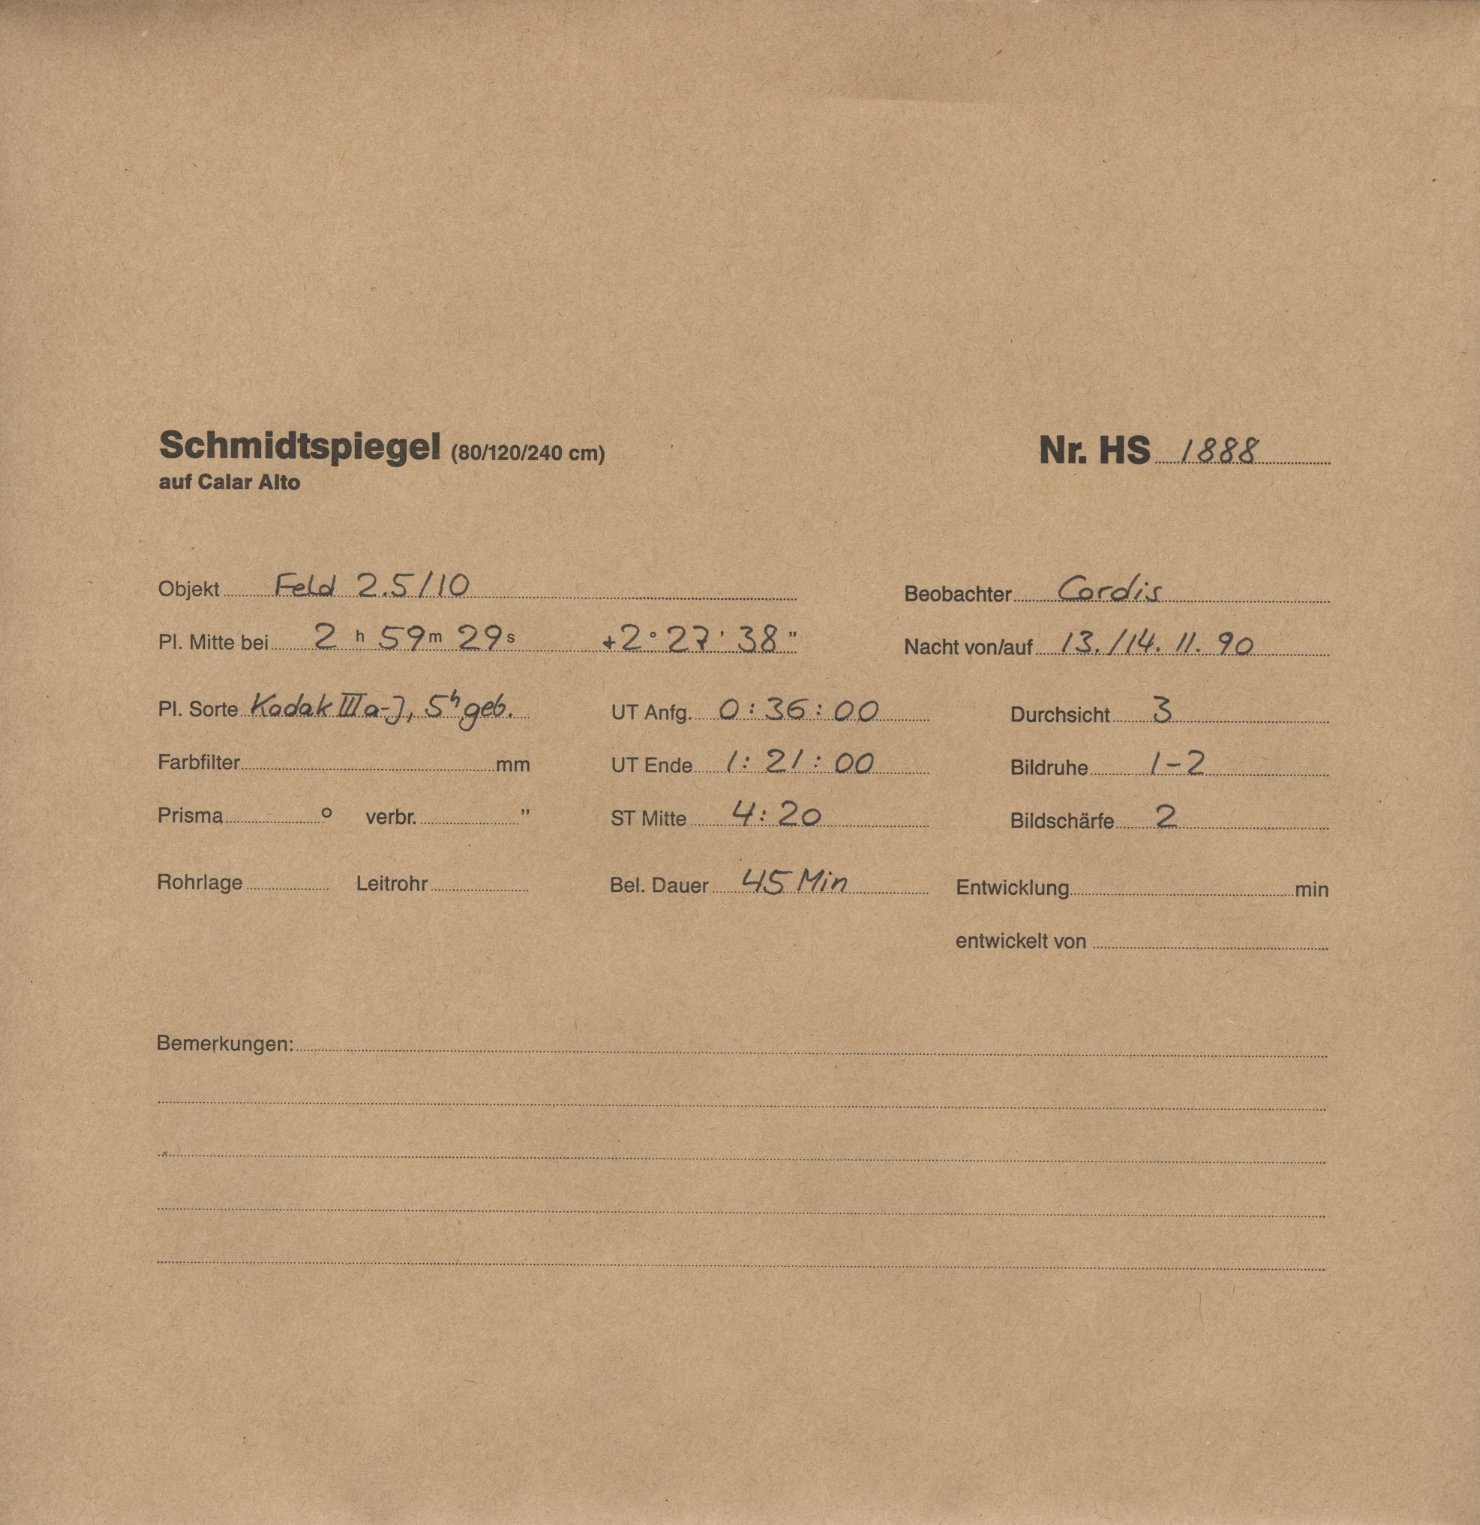 Schmidtspiegel (80/120/240 cm) Nr. HS 1888
auf Calar Alto
Objekt Feld 2.5/10 Beobachter Cordis
Pl. Mitte bei 2 h 59 m 29 s +2° 27' 38" Nacht von/auf 13./14. 11. 90
Pl. Sorte Kodak IIIa-J, 5h geb. UT Anfg. 0:36:00 Durchsicht 3
Farbfilter mm UT Ende 1:21:00 Bildruhe 1-2
Prisma ° verbr. " ST Mitte 4:20 Bildschärfe 2
Rohrlage Leitrohr Bel. Dauer 45 Min Entwicklung min
entwickelt von
Bemerkungen: